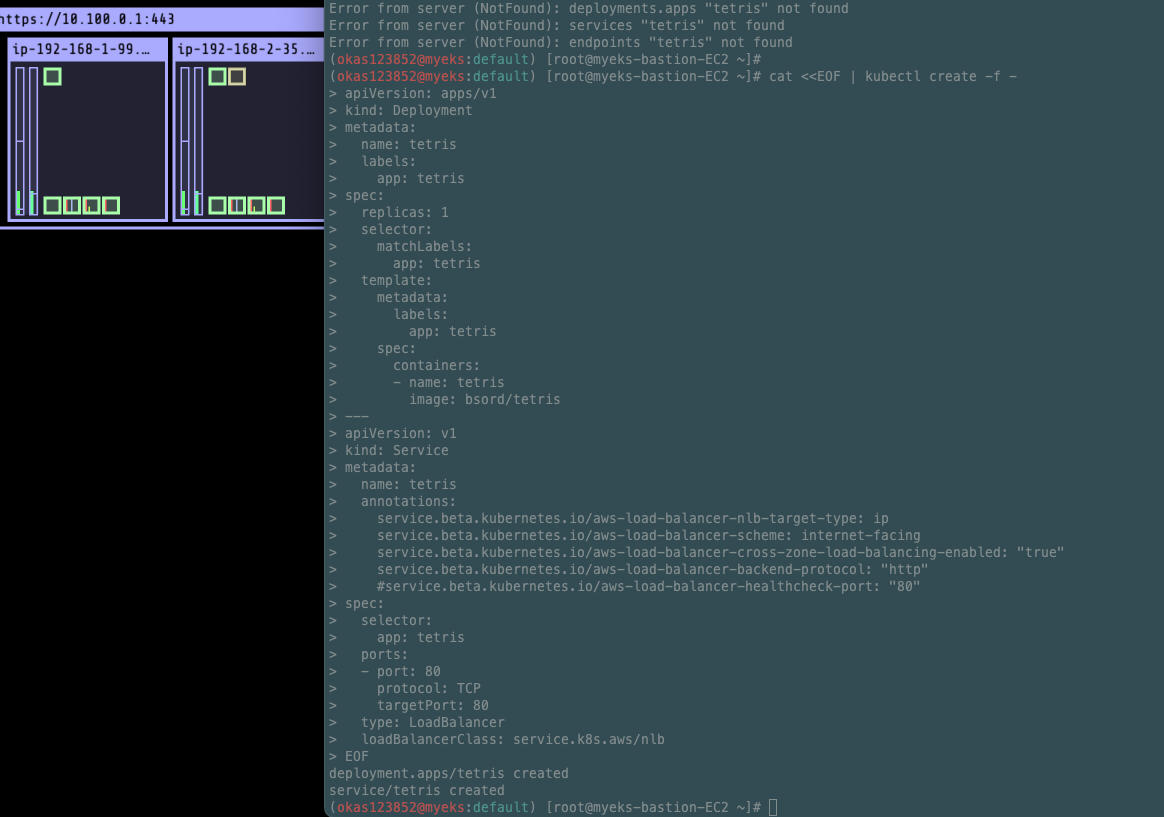 https://10.100.0.1:443
ip-192-168-1-99.…
ip-192-168-2-35.…
Error from server (NotFound): deployments.apps "tetris" not found
Error from server (NotFound): services "tetris" not found
Error from server (NotFound): endpoints "tetris" not found
(okas123852@myeks:default) [root@myeks-bastion-EC2 ~]#
(okas123852@myeks:default) [root@myeks-bastion-EC2 ~]# cat <<EOF | kubectl create -f -
> apiVersion: apps/v1
> kind: Deployment
> metadata:
>   name: tetris
>   labels:
>     app: tetris
> spec:
>   replicas: 1
>   selector:
>     matchLabels:
>       app: tetris
>   template:
>     metadata:
>       labels:
>         app: tetris
>     spec:
>       containers:
>       - name: tetris
>         image: bsord/tetris
> ---
> apiVersion: v1
> kind: Service
> metadata:
>   name: tetris
>   annotations:
>     service.beta.kubernetes.io/aws-load-balancer-nlb-target-type: ip
>     service.beta.kubernetes.io/aws-load-balancer-scheme: internet-facing
>     service.beta.kubernetes.io/aws-load-balancer-cross-zone-load-balancing-enabled: "true"
>     service.beta.kubernetes.io/aws-load-balancer-backend-protocol: "http"
>     #service.beta.kubernetes.io/aws-load-balancer-healthcheck-port: "80"
> spec:
>   selector:
>     app: tetris
>   ports:
>   - port: 80
>     protocol: TCP
>     targetPort: 80
>   type: LoadBalancer
>   loadBalancerClass: service.k8s.aws/nlb
> EOF
deployment.apps/tetris created
service/tetris created
(okas123852@myeks:default) [root@myeks-bastion-EC2 ~]#